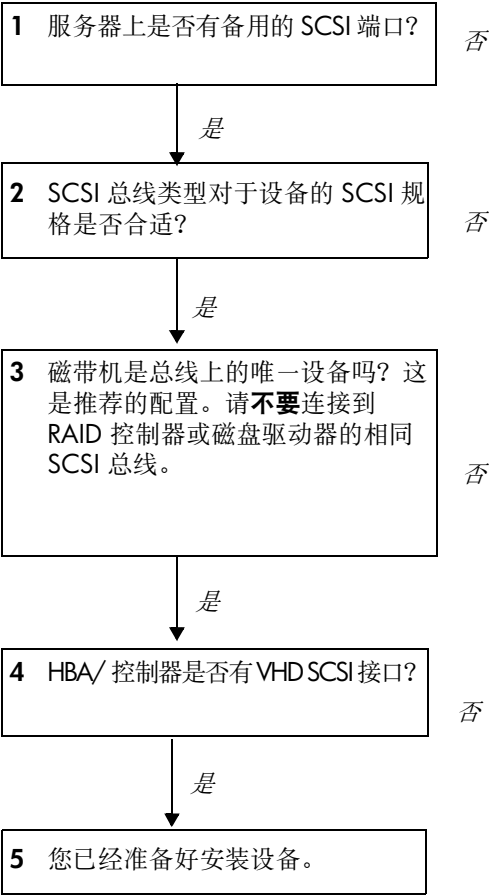 1 服务器上是否有备用的 SCSI 端口？
否
是
2 SCSI 总线类型对于设备的 SCSI 规
格是否合适？
否
是
3 磁带机是总线上的唯一设备吗？这
是推荐的配置。请不要连接到
RAID 控制器或磁盘驱动器的相同
SCSI 总线。
否
是
4 HBA/ 控制器是否有 VHD SCSI 接口？
否
是
5 您已经准备好安装设备。